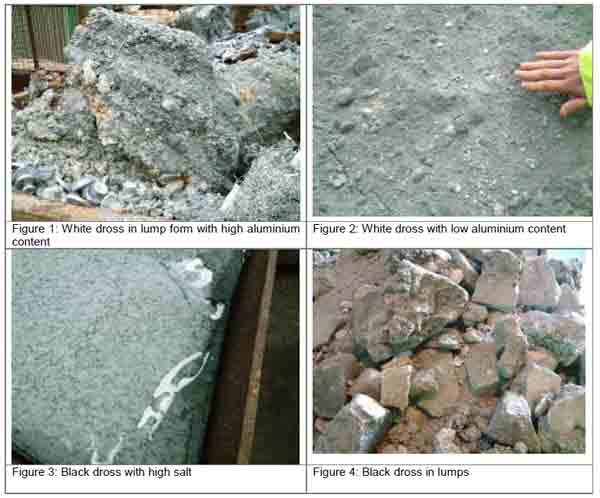 Figure 1: White dross in lump form with high aluminium
content
Figure 2: White dross with low aluminium content
Figure 3: Black dross with high salt
Figure 4: Black dross in lumps